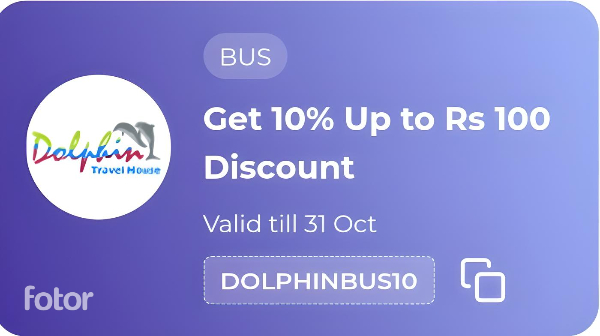 BUS
Get 10% Up to Rs 100
Discount
Dolphin
Travel House
Valid till 31 Oct
DOLPHINBUS10
fotor